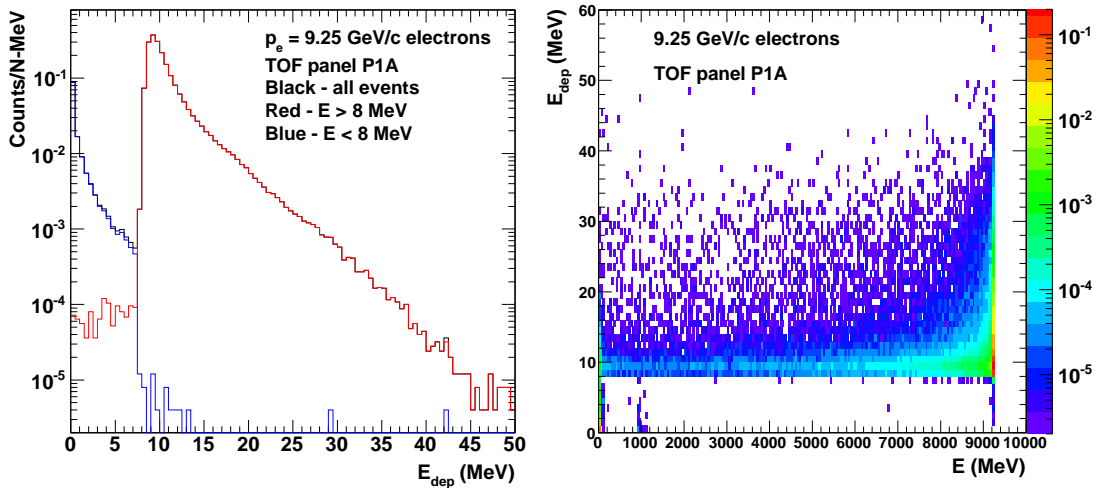 p_e = 9.25 GeV/c electrons
TOF panel P1A
Black - all events
Red - E > 8 MeV
Blue - E < 8 MeV
Counts/N-MeV
10^-1
10^-2
10^-3
10^-4
10^-5
0 5 10 15 20 25 30 35 40 45 50
E_dep (MeV)
9.25 GeV/c electrons
TOF panel P1A
E_dep (MeV)
60
50
40
30
20
10
0
0 1000 2000 3000 4000 5000 6000 7000 8000 9000 10000
E (MeV)
10^-1
10^-2
10^-3
10^-4
10^-5